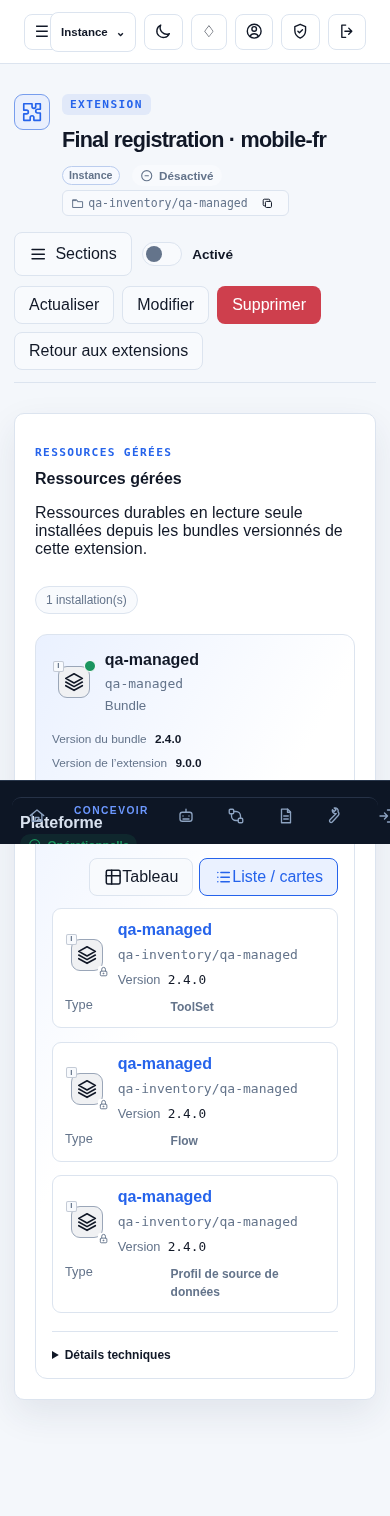 Instance
EXTENSION
Final registration · mobile-fr
Instance
Désactivé
qa-inventory/qa-managed
Sections
Activé
Actualiser
Modifier
Supprimer
Retour aux extensions
RESSOURCES GÉRÉES
Ressources gérées
Ressources durables en lecture seule
installées depuis les bundles versionnés de
cette extension.
1 installation(s)
I
qa-managed
qa-managed
Bundle
Version du bundle 2.4.0
Version de l'extension 9.0.0
CONCEVOIR
Plateforme
Opérationnelle
Tableau
Liste / cartes
I
qa-managed
qa-inventory/qa-managed
Version 2.4.0
Type ToolSet
I
qa-managed
qa-inventory/qa-managed
Version 2.4.0
Type Flow
I
qa-managed
qa-inventory/qa-managed
Version 2.4.0
Type Profil de source de
données
Détails techniques